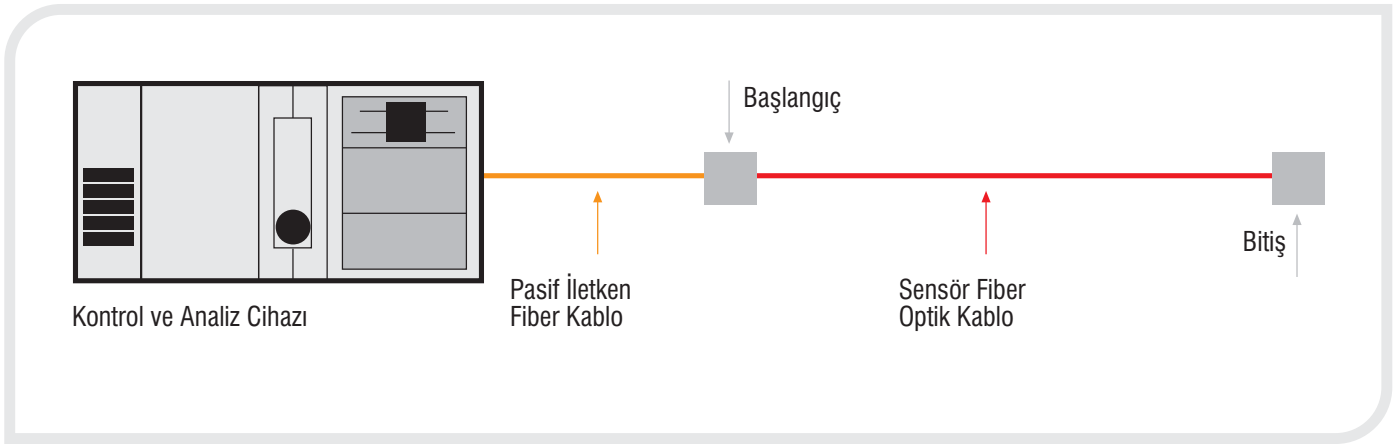 Başlangıç
Bitiş
Kontrol ve Analiz Cihazı
Pasif İletken
Fiber Kablo
Sensör Fiber
Optik Kablo